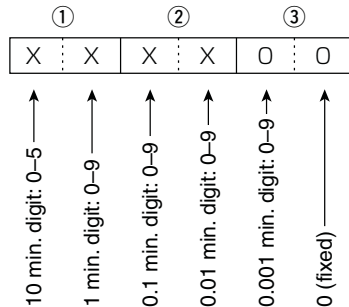 ① ② ③
X X X X 0 0
10 min. digit: 0–5
1 min. digit: 0–9
0.1 min. digit: 0–9
0.01 min. digit: 0–9
0.001 min. digit: 0–9
0 (fixed)